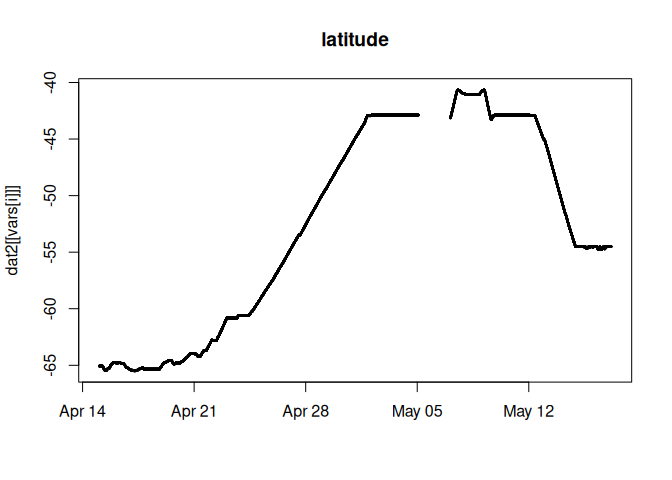 latitude
dat2[[vars[i]]]
-40
-45
-50
-55
-60
-65
Apr 14
Apr 21
Apr 28
May 05
May 12